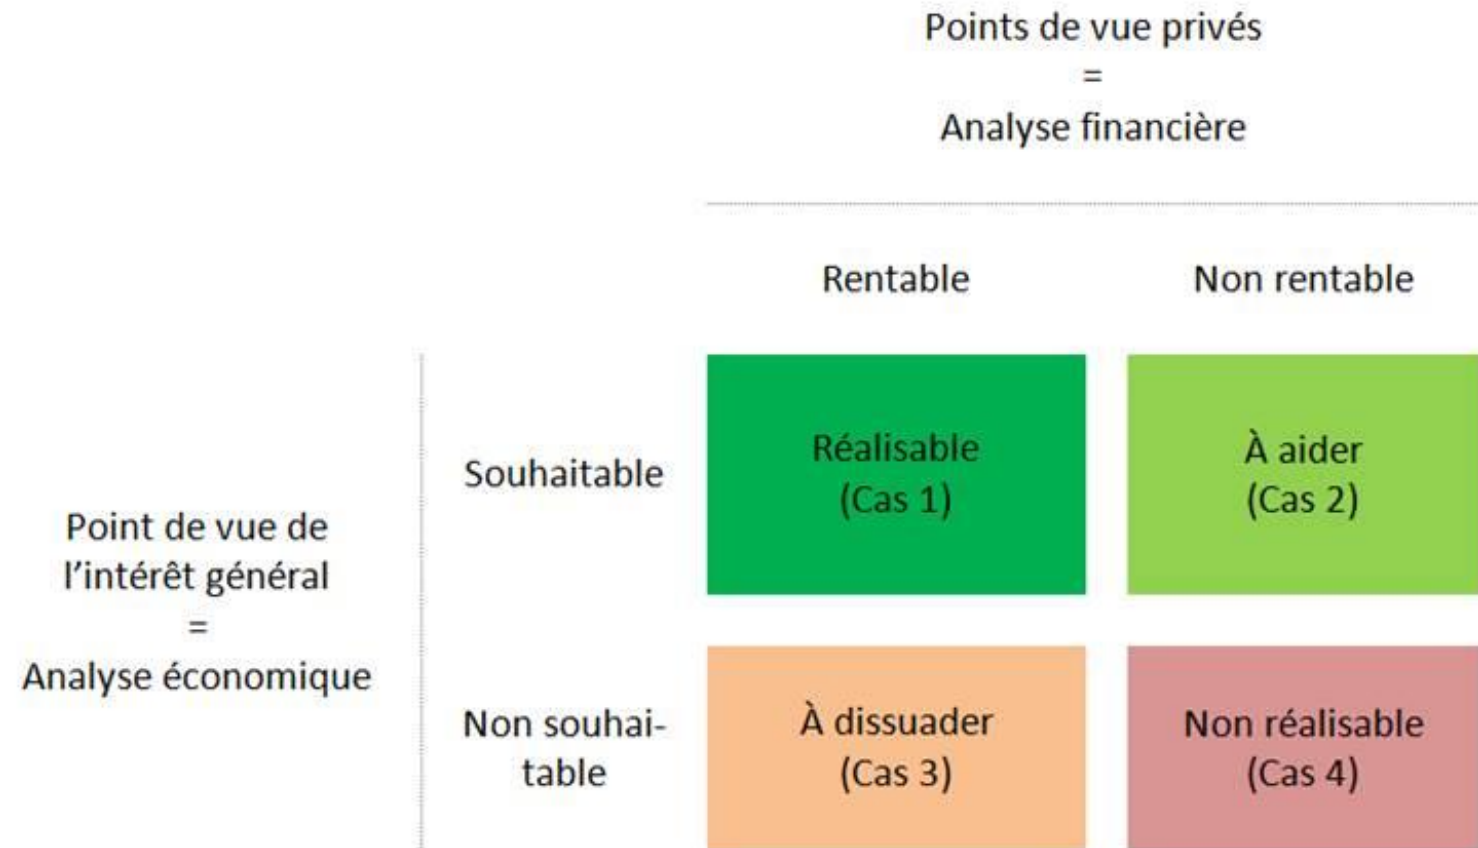 Points de vue privés
=
Analyse financière
Rentable
Non rentable
Point de vue de
l'intérêt général
=
Analyse économique
Souhaitable
Réalisable
(Cas 1)
À aider
(Cas 2)
Non souhai-
table
À dissuader
(Cas 3)
Non réalisable
(Cas 4)